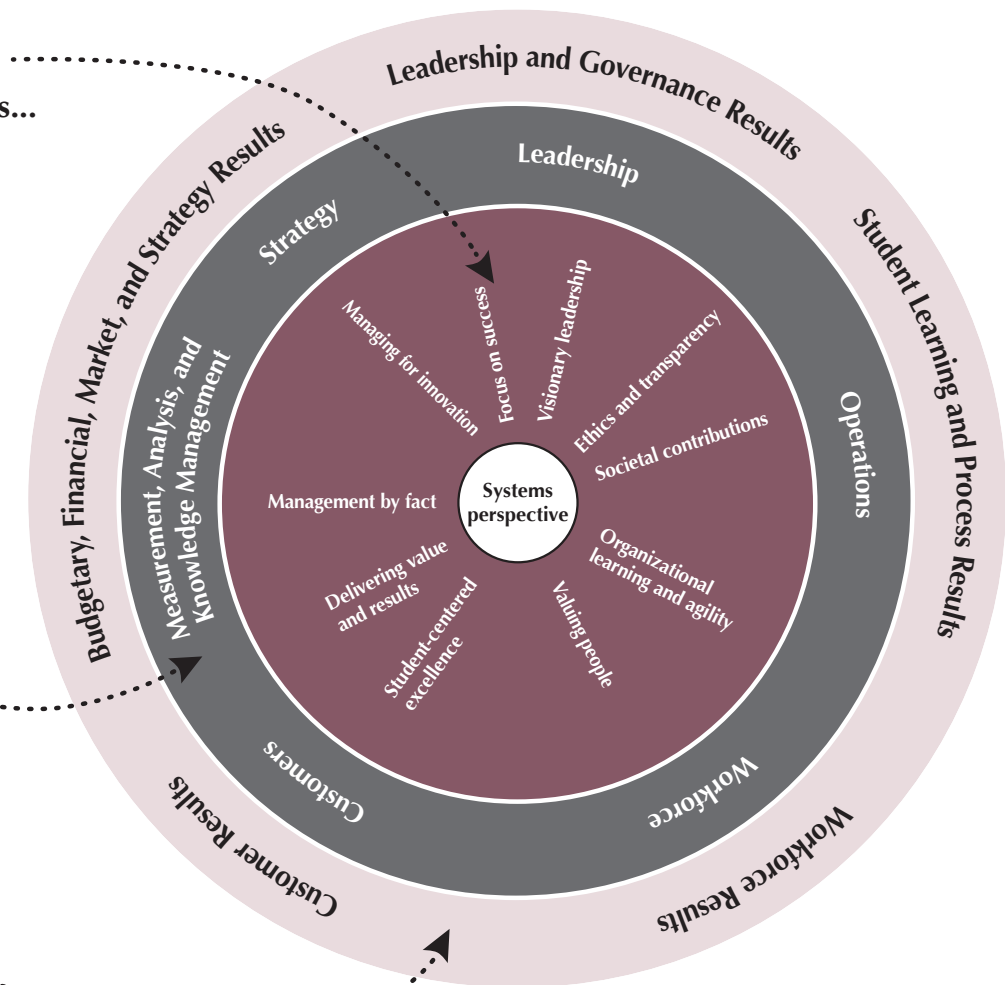 s...
Leadership and Governance Results
Student Learning and Process Results
Workforce Results
Customer Results
Budgetary, Financial, Market, and Strategy Results
Leadership
Operations
Workforce
Customers
Measurement, Analysis, and
Knowledge Management
Strategy
Managing for innovation
Focus on success
Visionary leadership
Ethics and transparency
Societal contributions
Organizational
learning and agility
Valuing people
Student-centered
excellence
Delivering value
and results
Management by fact
Systems
perspective